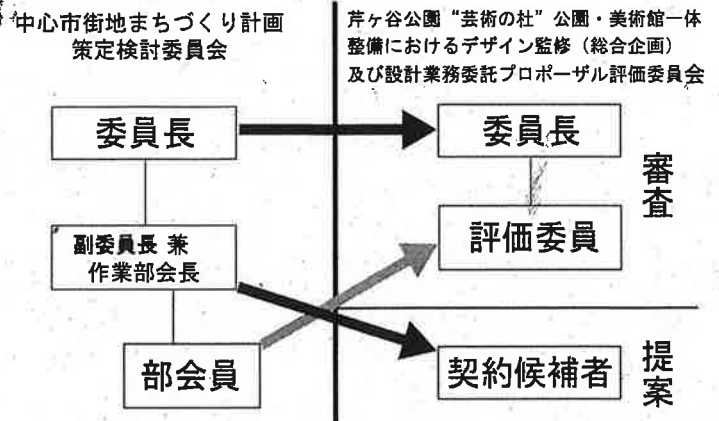 中心市街地まちづくり計画
策定検討委員会
委員長
副委員長 兼
作業部会長
部会員
芹ヶ谷公園“芸術の杜”公園・美術館一体
整備におけるデザイン監修（総合企画）
及び設計業務委託プロポーザル評価委員会
委員長
評価委員
審査
契約候補者
提案